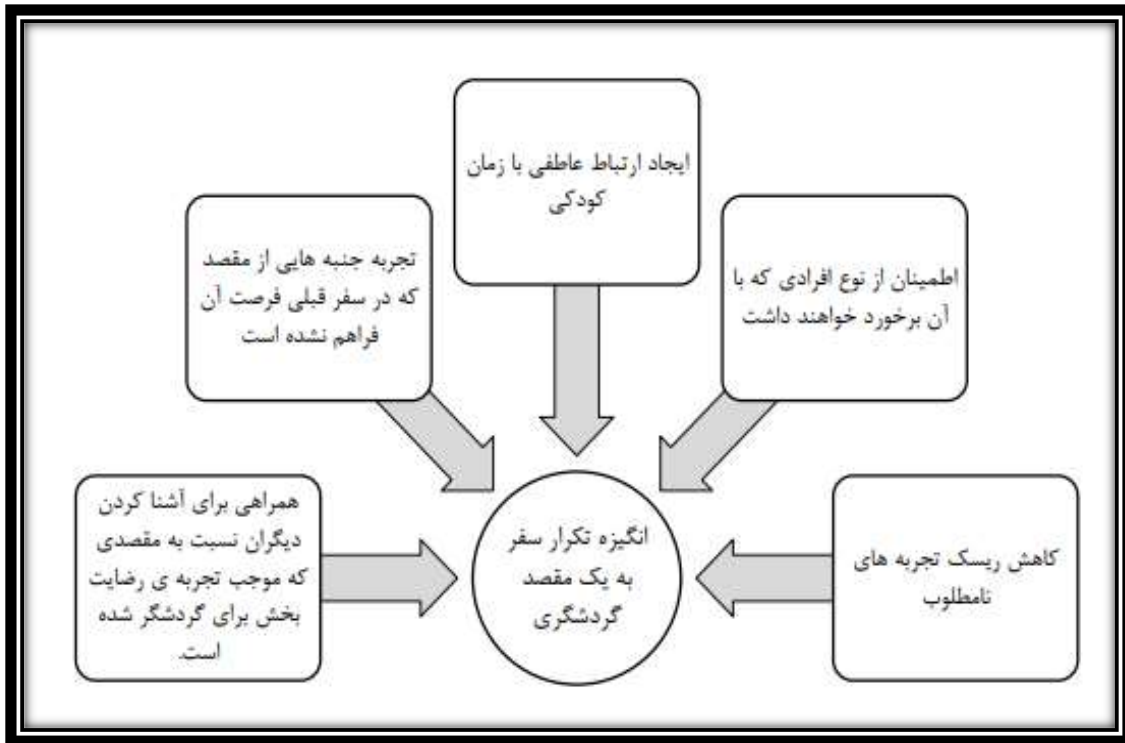 ایجاد ارتباط عاطفی با زمان
کودکی
اطمینان از نوع افرادی که با
آن برخورد خواهند داشت
تجربه جنبه هایی از مقصد
که در سفر قبلی فرصت آن
فراهم نشده است
کاهش ریسک تجربه های
نامطلوب
انگیزه تکرار سفر
به یک مقصد
گردشگری
همراهی برای آشنا کردن
دیگران نسبت به مقصدی
که موجب تجربه ی رضایت
بخش برای گردشگر شده
است.